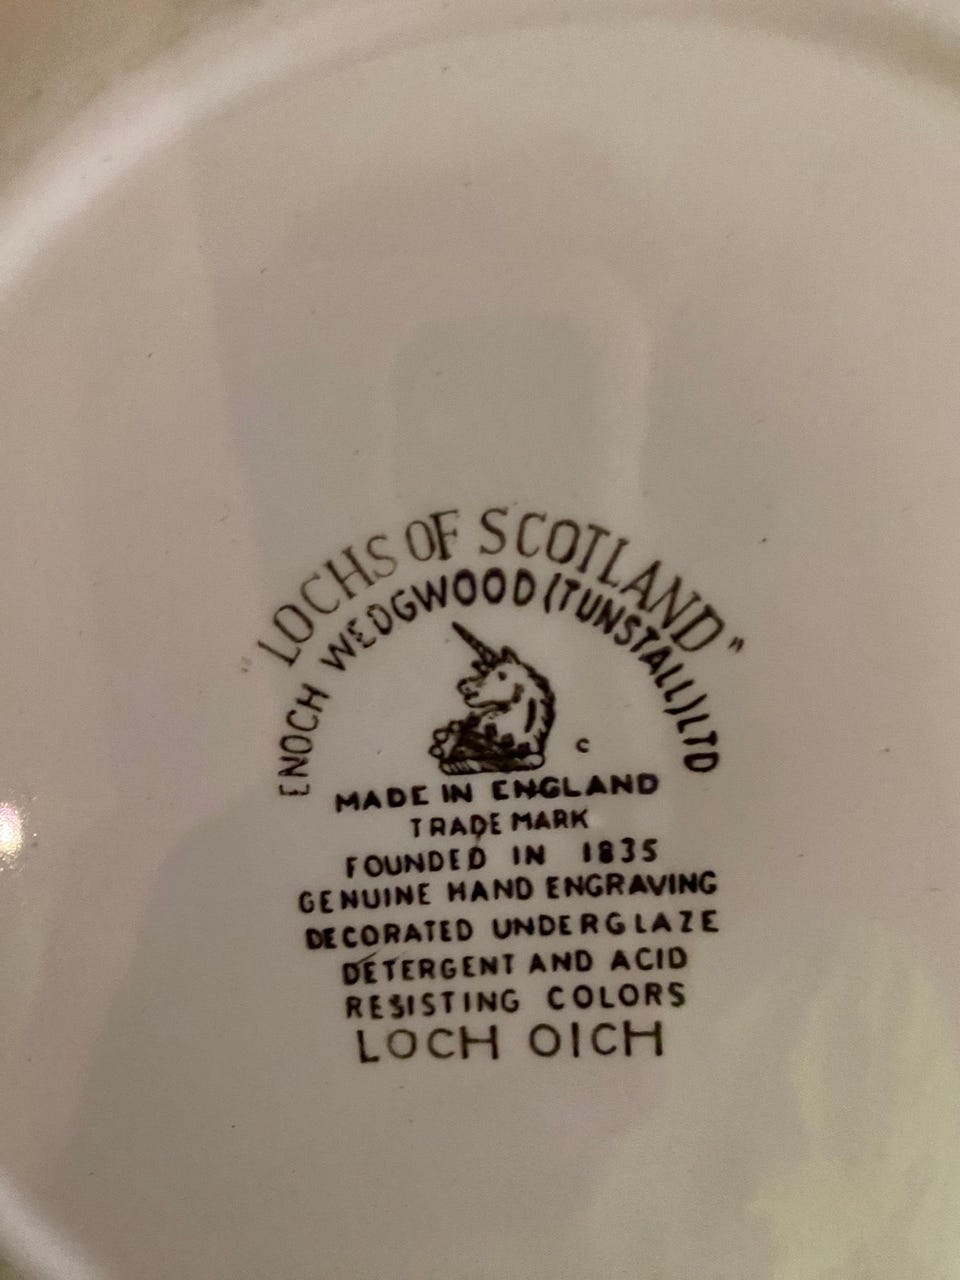 "LOCHS OF SCOTLAND"
ENOCH WEDGWOOD (TUNSTALL) LTD
C
MADE IN ENGLAND
TRADE MARK
FOUNDED IN 1835
GENUINE HAND ENGRAVING
DECORATED UNDERGLAZE
DETERGENT AND ACID
RESISTING COLORS
LOCH OICH